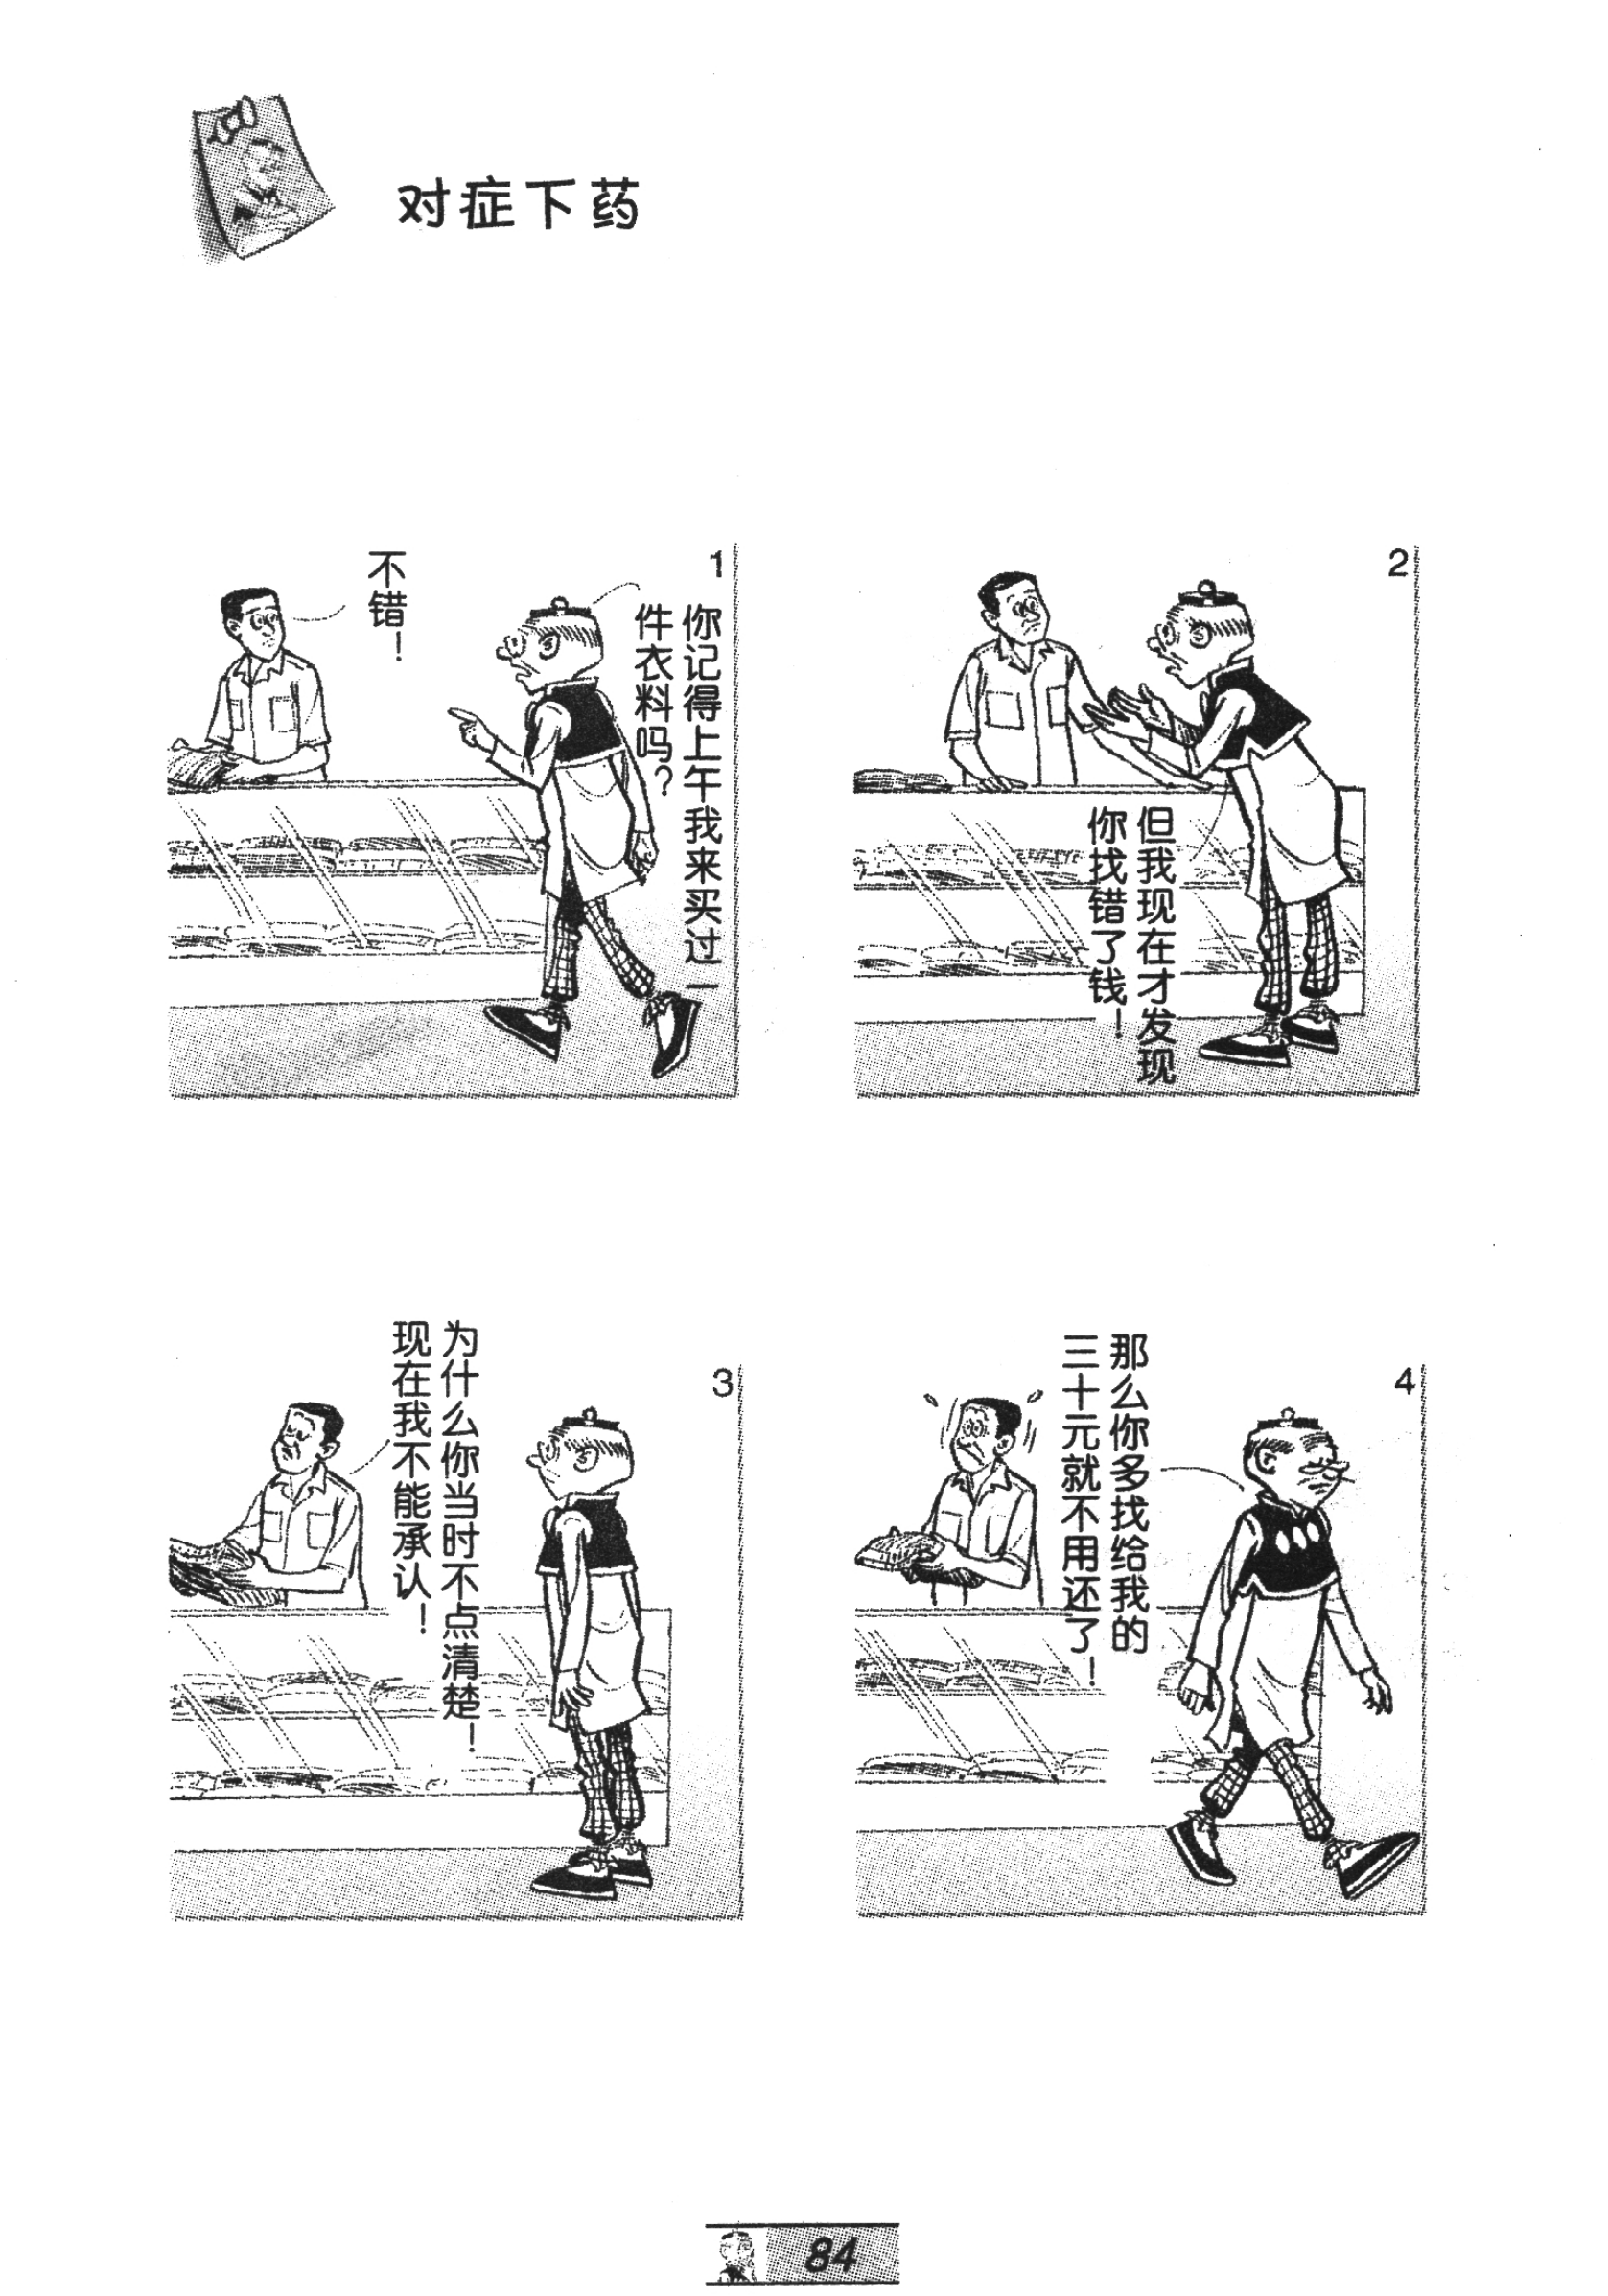 对症下药
1
你记得上午我来买过一
件衣料吗？
不错！
2
但我现在才发现
你找错了钱！
3
为什么你当时不点清楚！
现在我不能承认！
4
那么你多找给我的
三十元就不用还了！
84